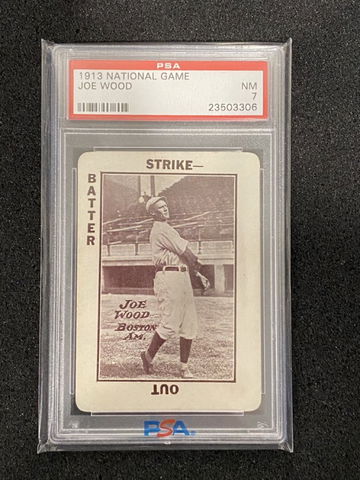 PSA
1913 NATIONAL GAME
JOE WOOD
NM
7
23503306
STRIKE—
BATTER
JOE
WOOD
BOSTON
AM.
OUT
PSA